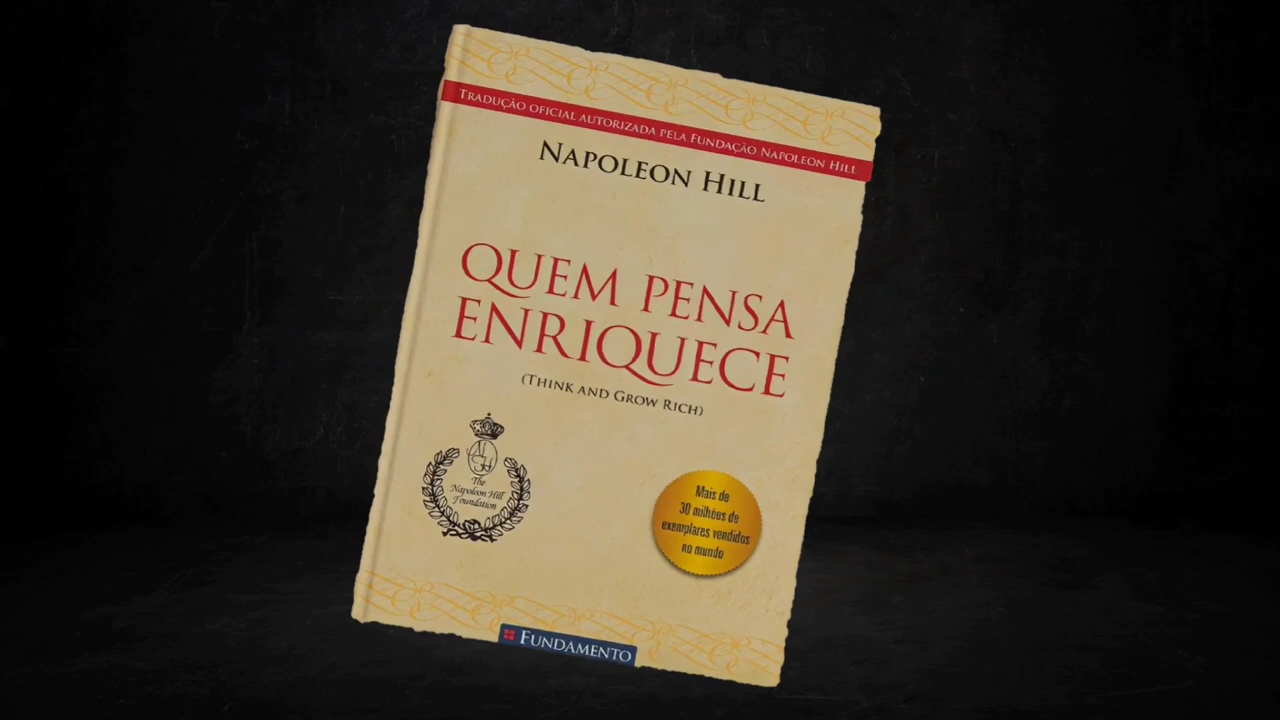 TRADUÇÃO OFICIAL AUTORIZADA PELA FUNDAÇÃO NAPOLEON HILL
NAPOLEON HILL
QUEM PENSA
ENRIQUECE
(THINK AND GROW RICH)
The
Napoleon Hill
Foundation
Mais de
30 milhões de
exemplares vendidos
no mundo
FUNDAMENTO